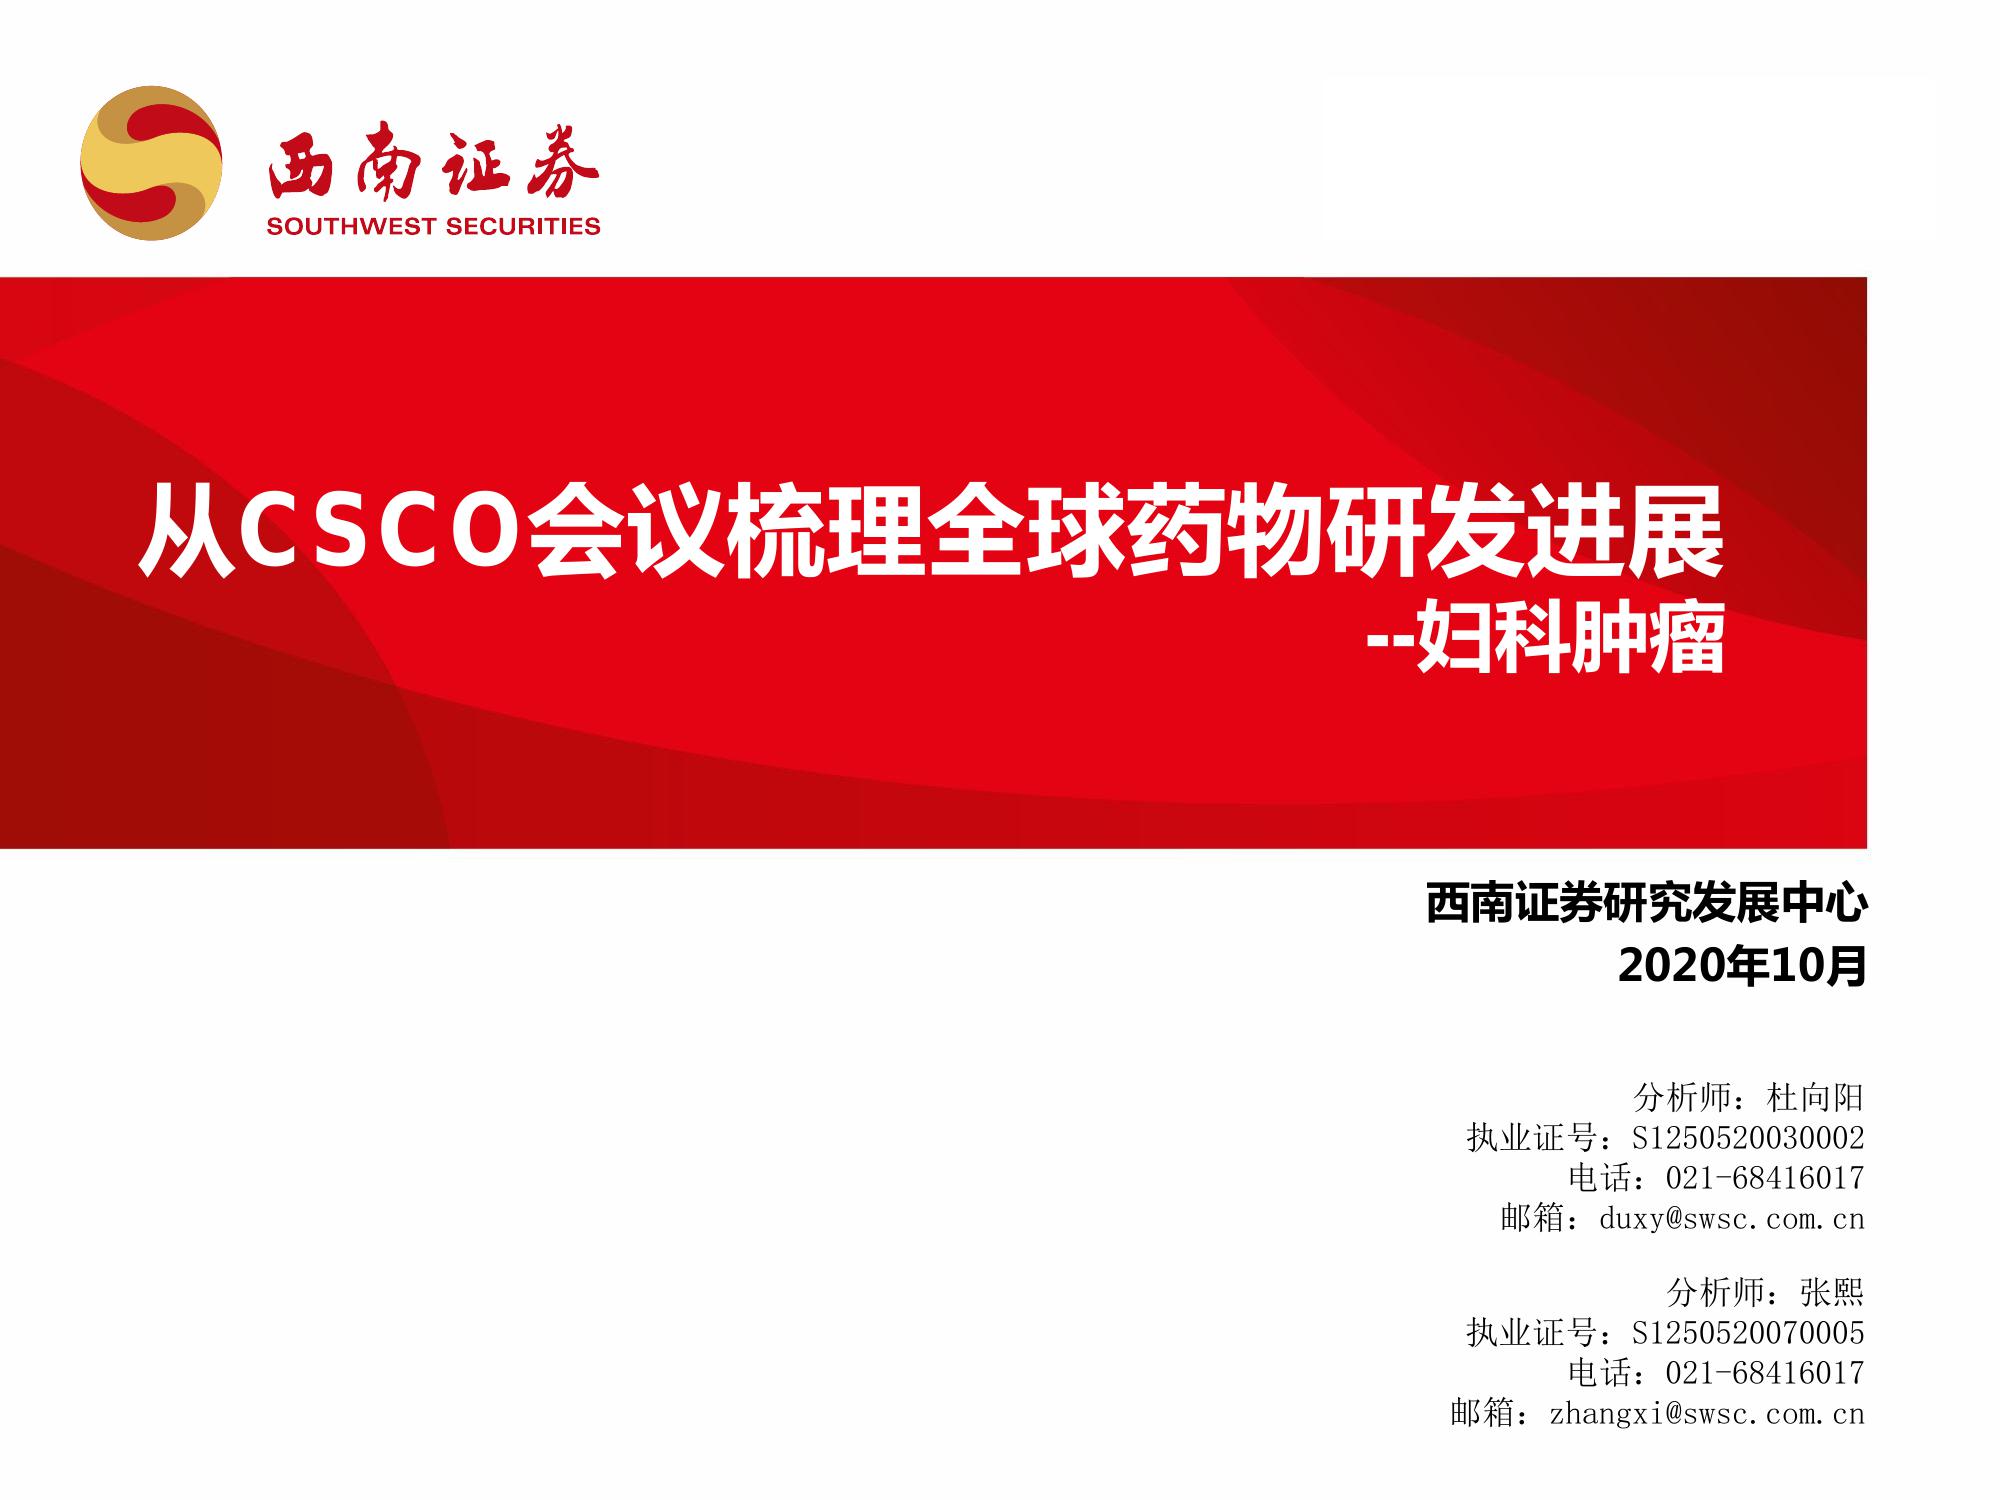 西南证券
SOUTHWEST SECURITIES
从CSCO会议梳理全球药物研发进展
--妇科肿瘤
西南证券研究发展中心
2020年10月
分析师：杜向阳
执业证号：S1250520030002
电话：021-68416017
邮箱：duxy@swsc.com.cn
分析师：张熙
执业证号：S1250520070005
电话：021-68416017
邮箱：zhangxi@swsc.com.cn